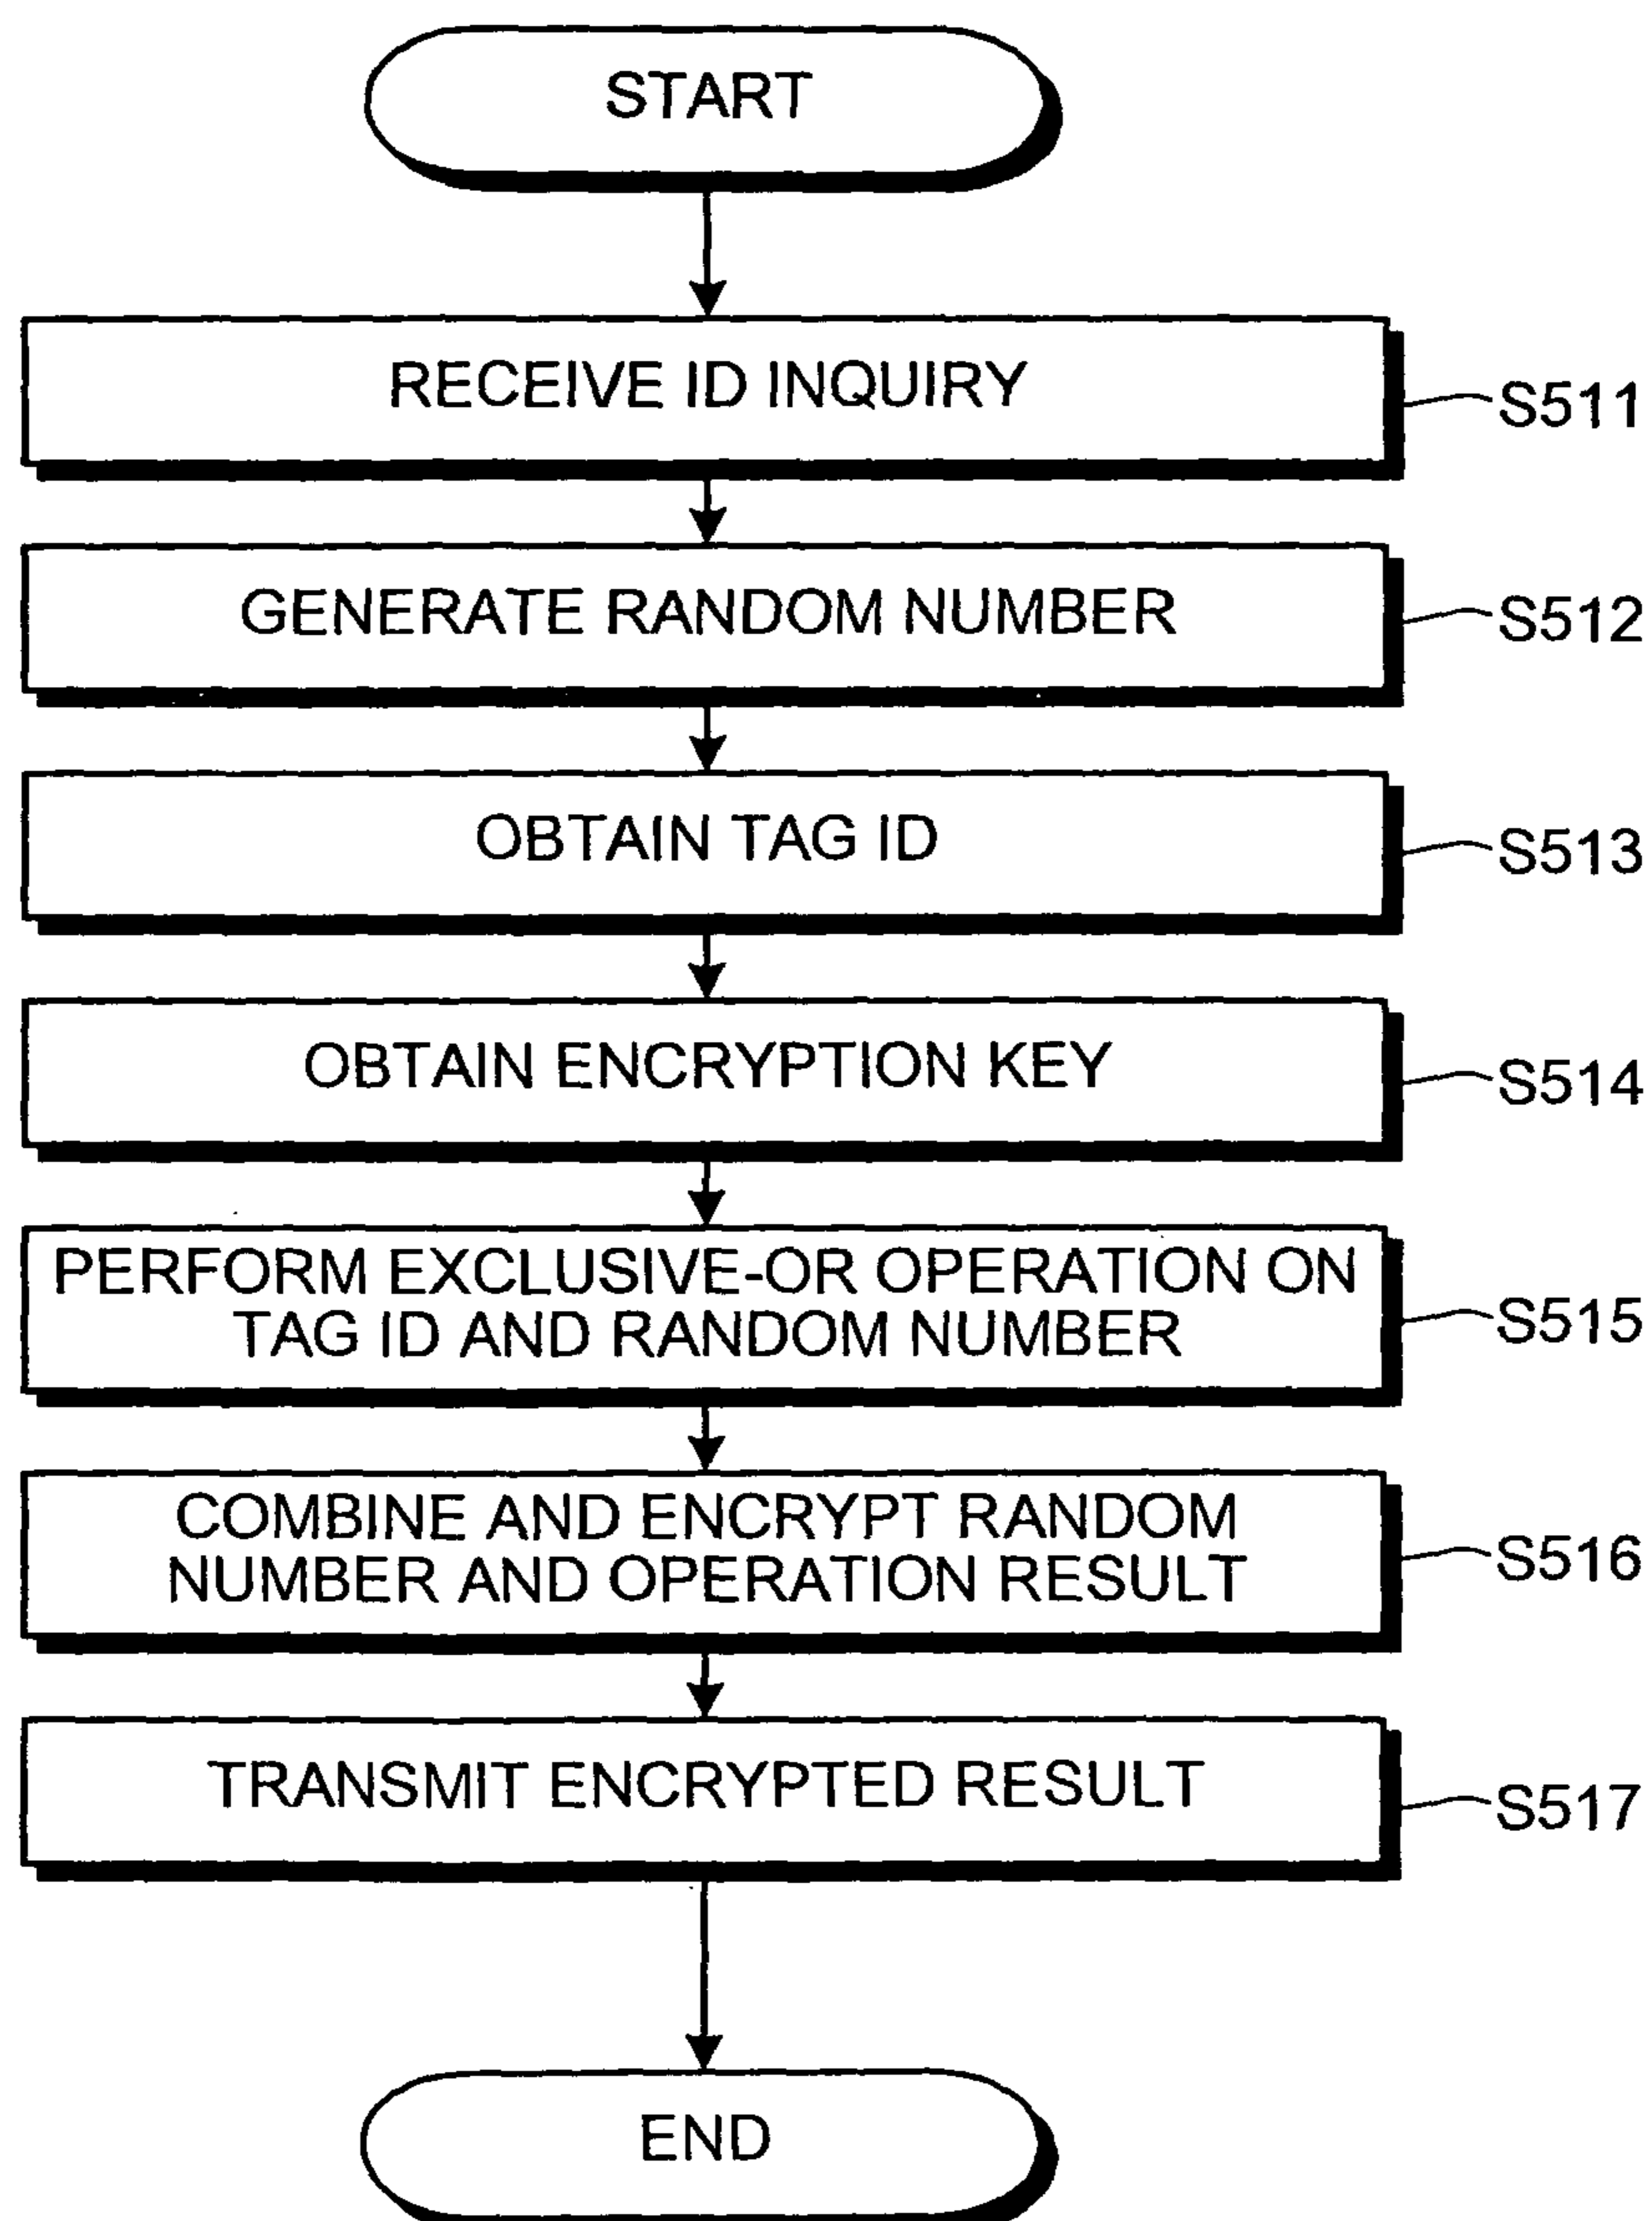 START
RECEIVE ID INQUIRY
S511
GENERATE RANDOM NUMBER
S512
OBTAIN TAG ID
S513
OBTAIN ENCRYPTION KEY
S514
PERFORM EXCLUSIVE-OR OPERATION ON
TAG ID AND RANDOM NUMBER
S515
COMBINE AND ENCRYPT RANDOM
NUMBER AND OPERATION RESULT
S516
TRANSMIT ENCRYPTED RESULT
S517
END